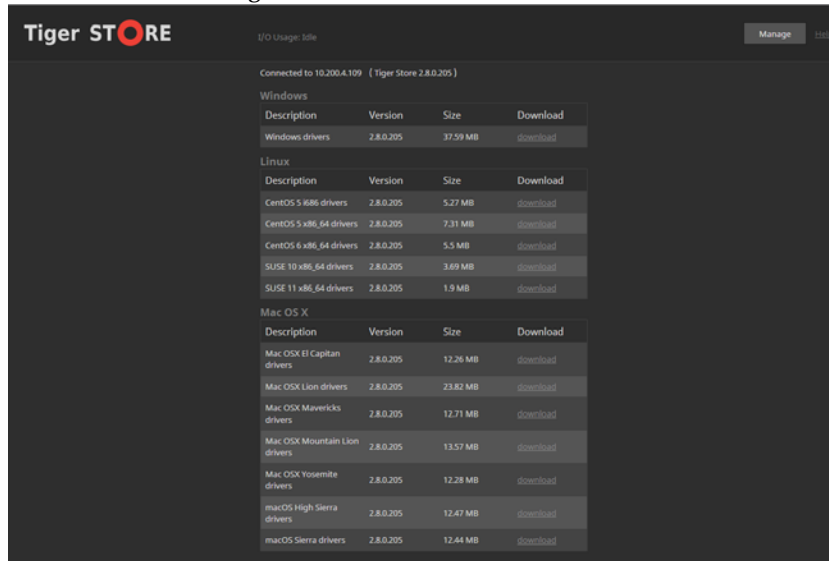 Tiger STORE
I/O Usage: Idle
Manage
Connected to 10.200.4.109 ( Tiger Store 2.8.0.205 )
Windows
Description Version Size Download
Windows drivers 2.8.0.205 37.59 MB download
Linux
Description Version Size Download
CentOS 5 i686 drivers 2.8.0.205 5.27 MB download
CentOS 5 x86_64 drivers 2.8.0.205 7.31 MB download
CentOS 6 x86_64 drivers 2.8.0.205 5.5 MB download
SUSE 10 x86_64 drivers 2.8.0.205 3.69 MB download
SUSE 11 x86_64 drivers 2.8.0.205 1.9 MB download
Mac OS X
Description Version Size Download
Mac OSX El Capitan
drivers 2.8.0.205 12.26 MB download
Mac OSX Lion drivers 2.8.0.205 23.82 MB download
Mac OSX Mavericks
drivers 2.8.0.205 12.71 MB download
Mac OSX Mountain Lion
drivers 2.8.0.205 13.57 MB download
Mac OSX Yosemite
drivers 2.8.0.205 12.28 MB download
macOS High Sierra
drivers 2.8.0.205 12.47 MB download
macOS Sierra drivers 2.8.0.205 12.44 MB download